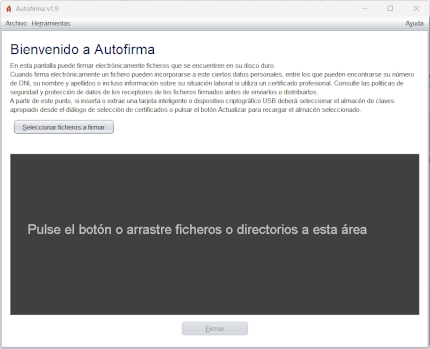 Autofirma v1.9
Archivo Herramientas Ayuda
Bienvenido a Autofirma
En esta pantalla puede firmar electrónicamente ficheros que se encuentren en su disco duro.
Cuando firma electrónicamente un fichero pueden incorporarse a este ciertos datos personales, entre los que pueden encontrarse su número
de DNI, su nombre y apellidos o incluso información sobre su situación laboral si utiliza un certificado profesional. Consulte las políticas de
seguridad y protección de datos de los receptores de los ficheros firmados antes de enviarlos o distribuirlos.
A partir de este punto, si inserta o extrae una tarjeta inteligente o dispositivo criptográfico USB deberá seleccionar el almacén de claves
apropiado desde el diálogo de selección de certificados o pulsar el botón Actualizar para recargar el almacén seleccionado.
Seleccionar ficheros a firmar
Pulse el botón o arrastre ficheros o directorios a esta área
Firmar